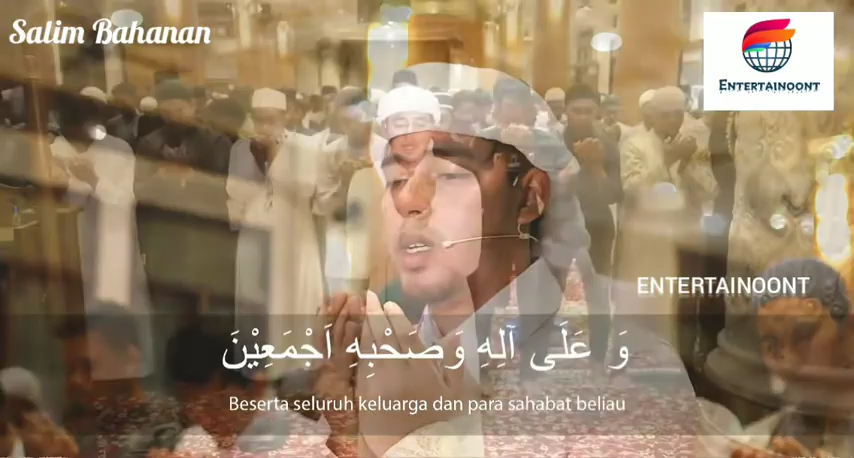 Salim Bahanan
ENTERTAINOONT
ENTERTAINOONT
وَ عَلَى آلِهِ وَصَحْبِهِ اَجْمَعِيْنَ
Beserta seluruh keluarga dan para sahabat beliau